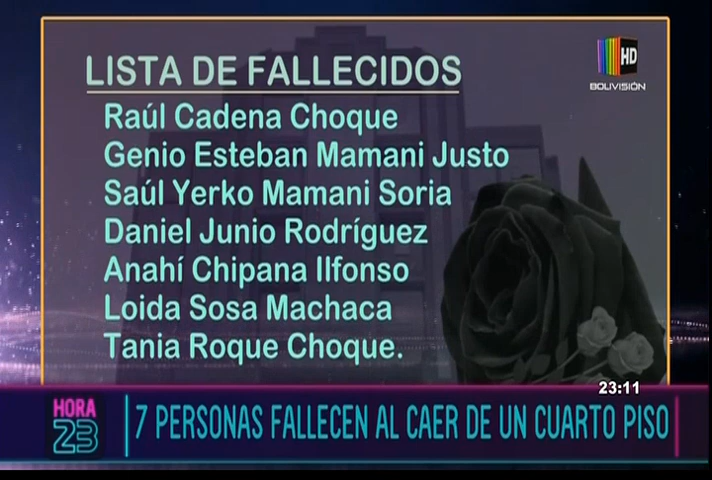 LISTA DE FALLECIDOS
HD
BOLIVISIÓN
Raúl Cadena Choque
Genio Esteban Mamani Justo
Saúl Yerko Mamani Soria
Daniel Junio Rodríguez
Anahí Chipana Ilfonso
Loida Sosa Machaca
Tania Roque Choque.
23:11
HORA
23
7 PERSONAS FALLECEN AL CAER DE UN CUARTO PISO